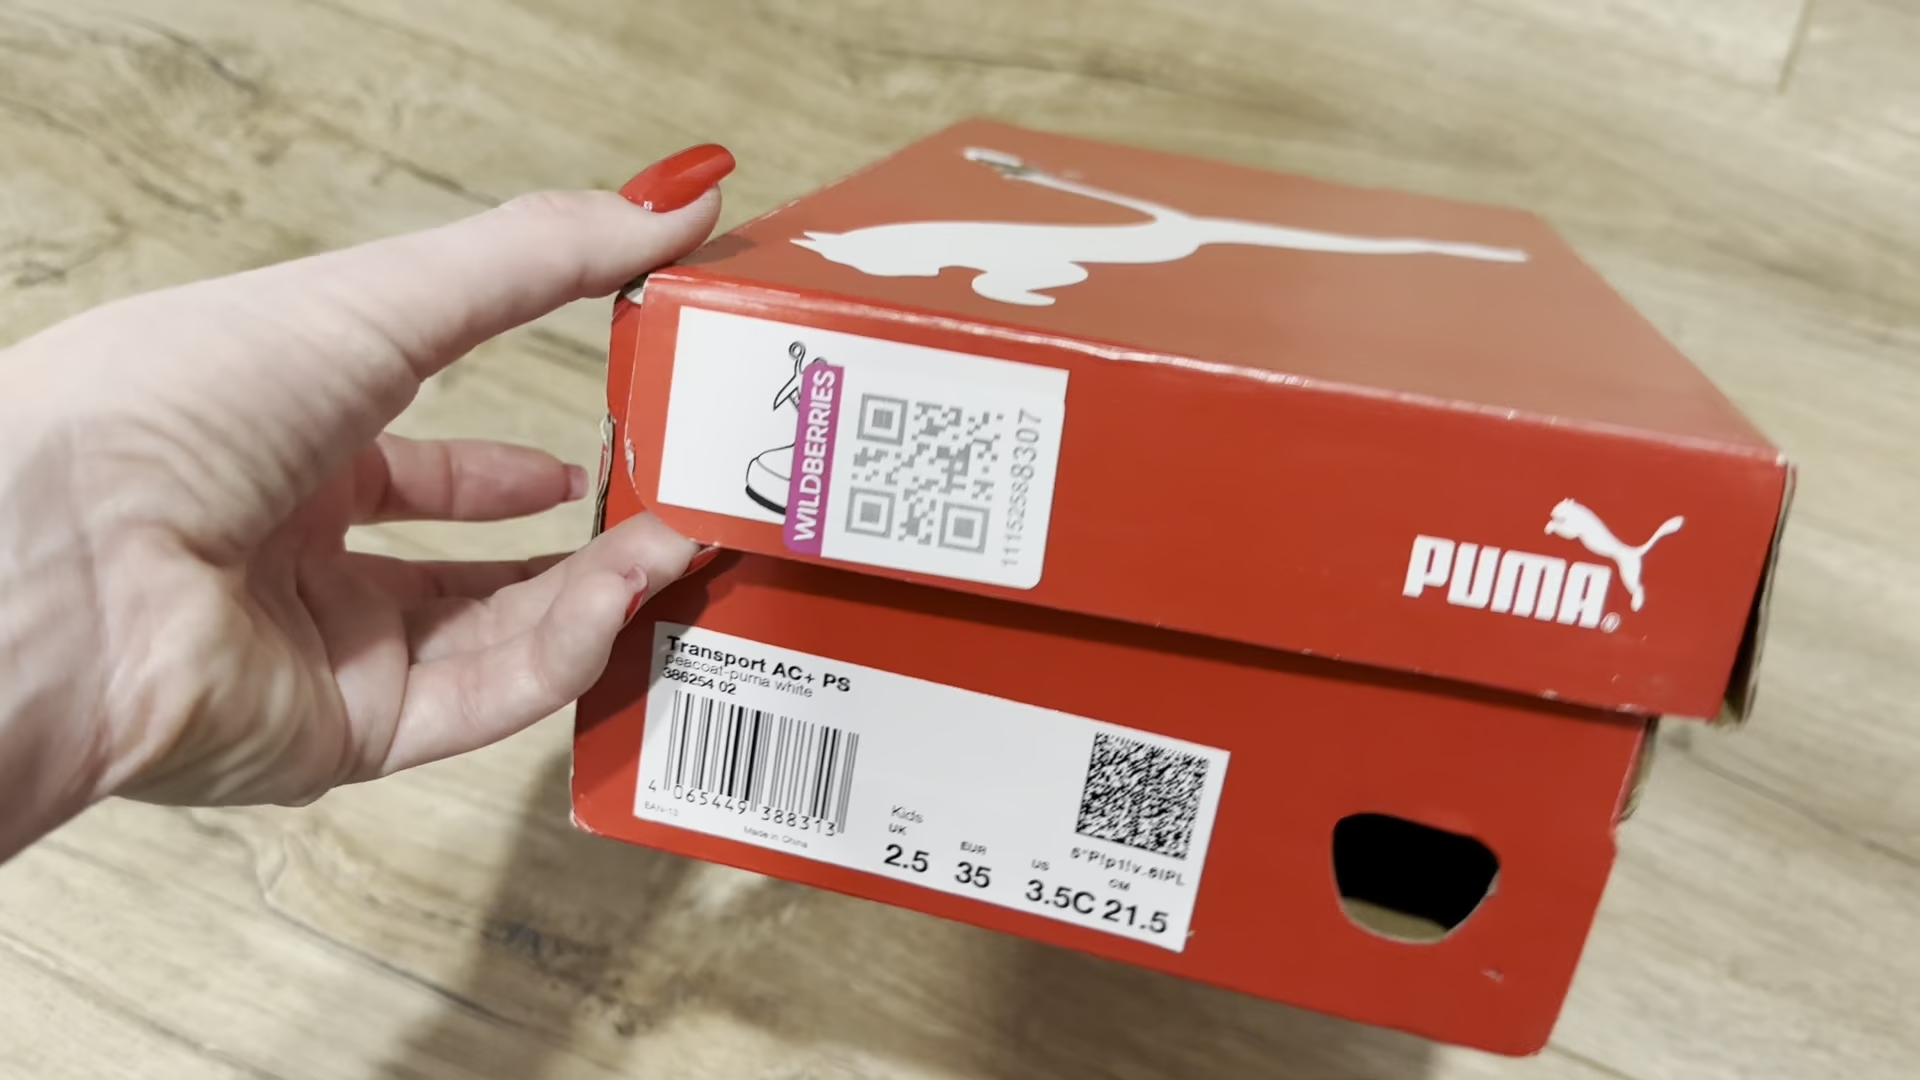 WILDBERRIES
11152588307
PUMA®
Transport AC+ PS
peacoat-puma white
386254 02
4 065449 388313
EAN-13
Made in China
Kids
UK EUR US CM
2.5 35 3.5C 21.5